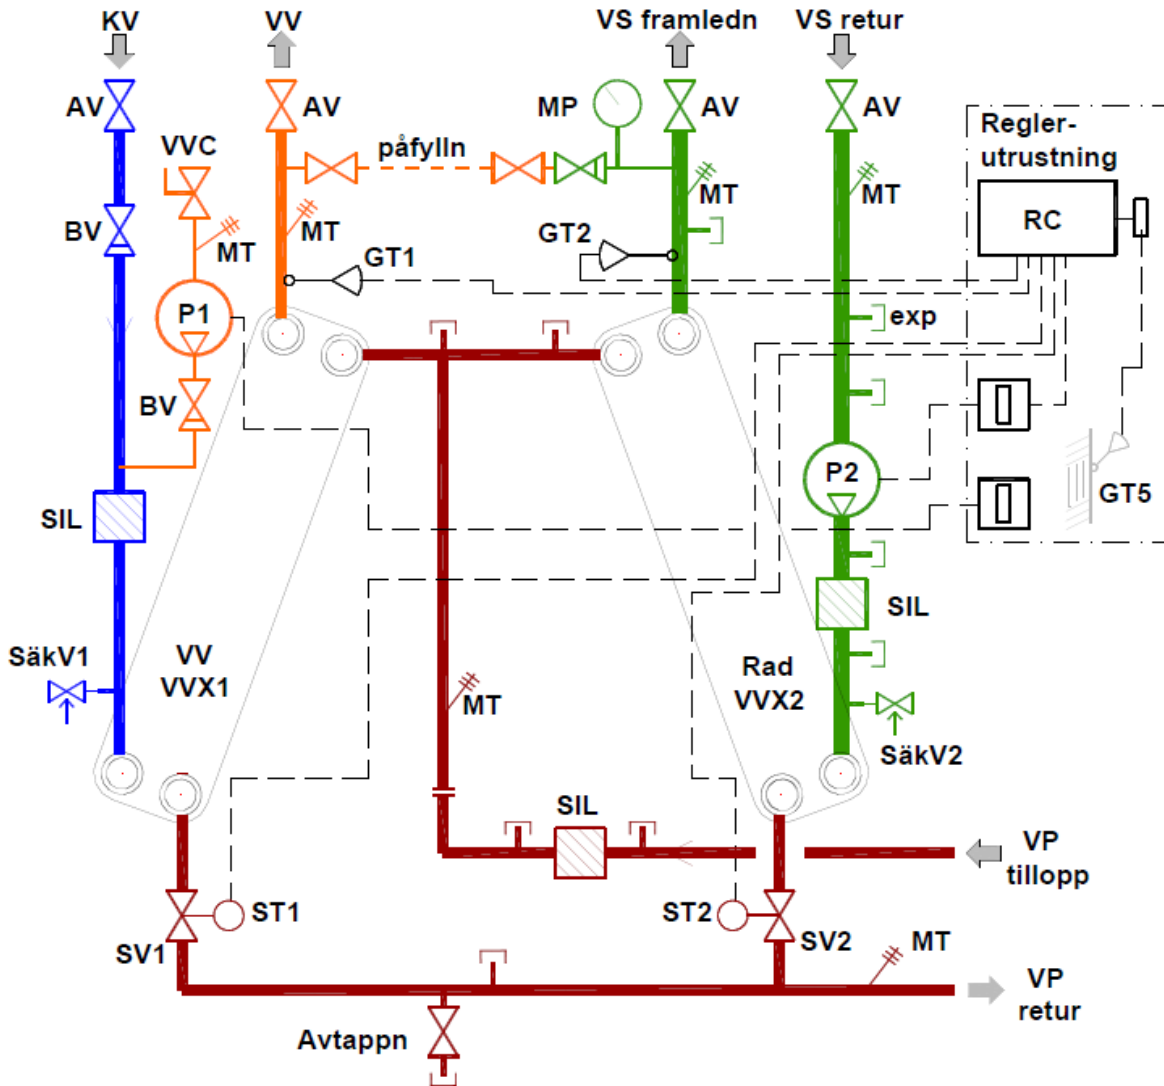 KV
VV
VS framledn
VS retur
AV
AV
MP
AV
AV
Regler-
utrustning
VVC
påfylln
MT
MT
RC
BV
MT
MT
GT2
GT1
P1
exp
BV
P2
GT5
SIL
SIL
SäkV1
VV
VVX1
Rad
VVX2
MT
SäkV2
SIL
VP
tillopp
ST1
ST2
SV1
SV2
MT
VP
retur
Avtappn